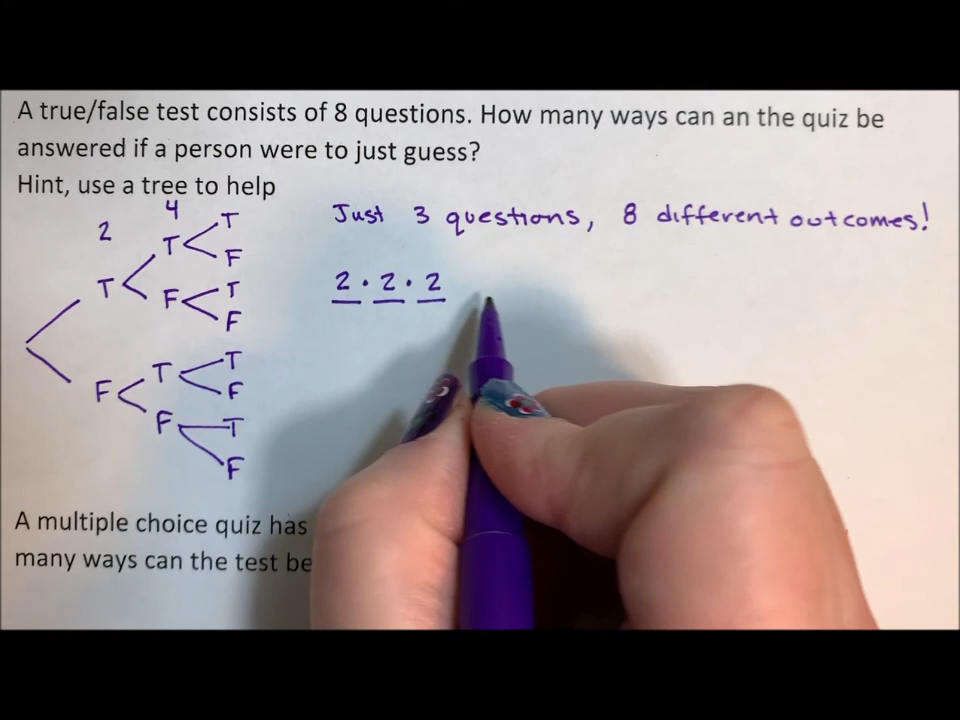 A true/false test consists of 8 questions. How many ways can an the quiz be
answered if a person were to just guess?
Hint, use a tree to help
Just 3 questions, 8 different outcomes!
2 4
T T T
F
F T
F
F T T
F
F T
F
2 · 2 · 2
A multiple choice quiz has
many ways can the test be